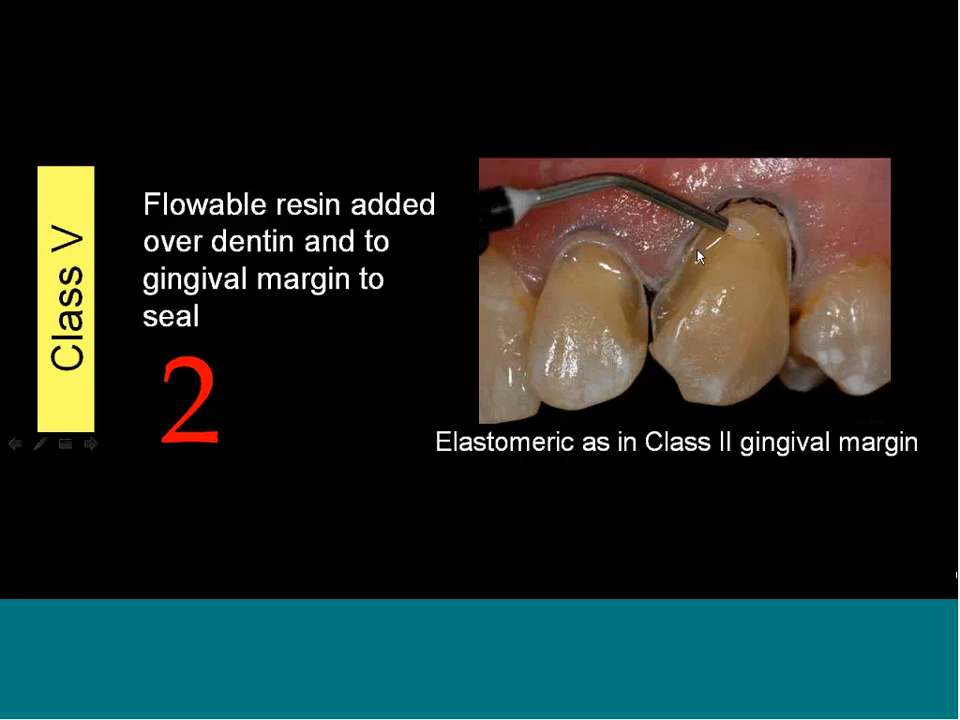 Class V
Flowable resin added
over dentin and to
gingival margin to
seal
2
Elastomeric as in Class II gingival margin